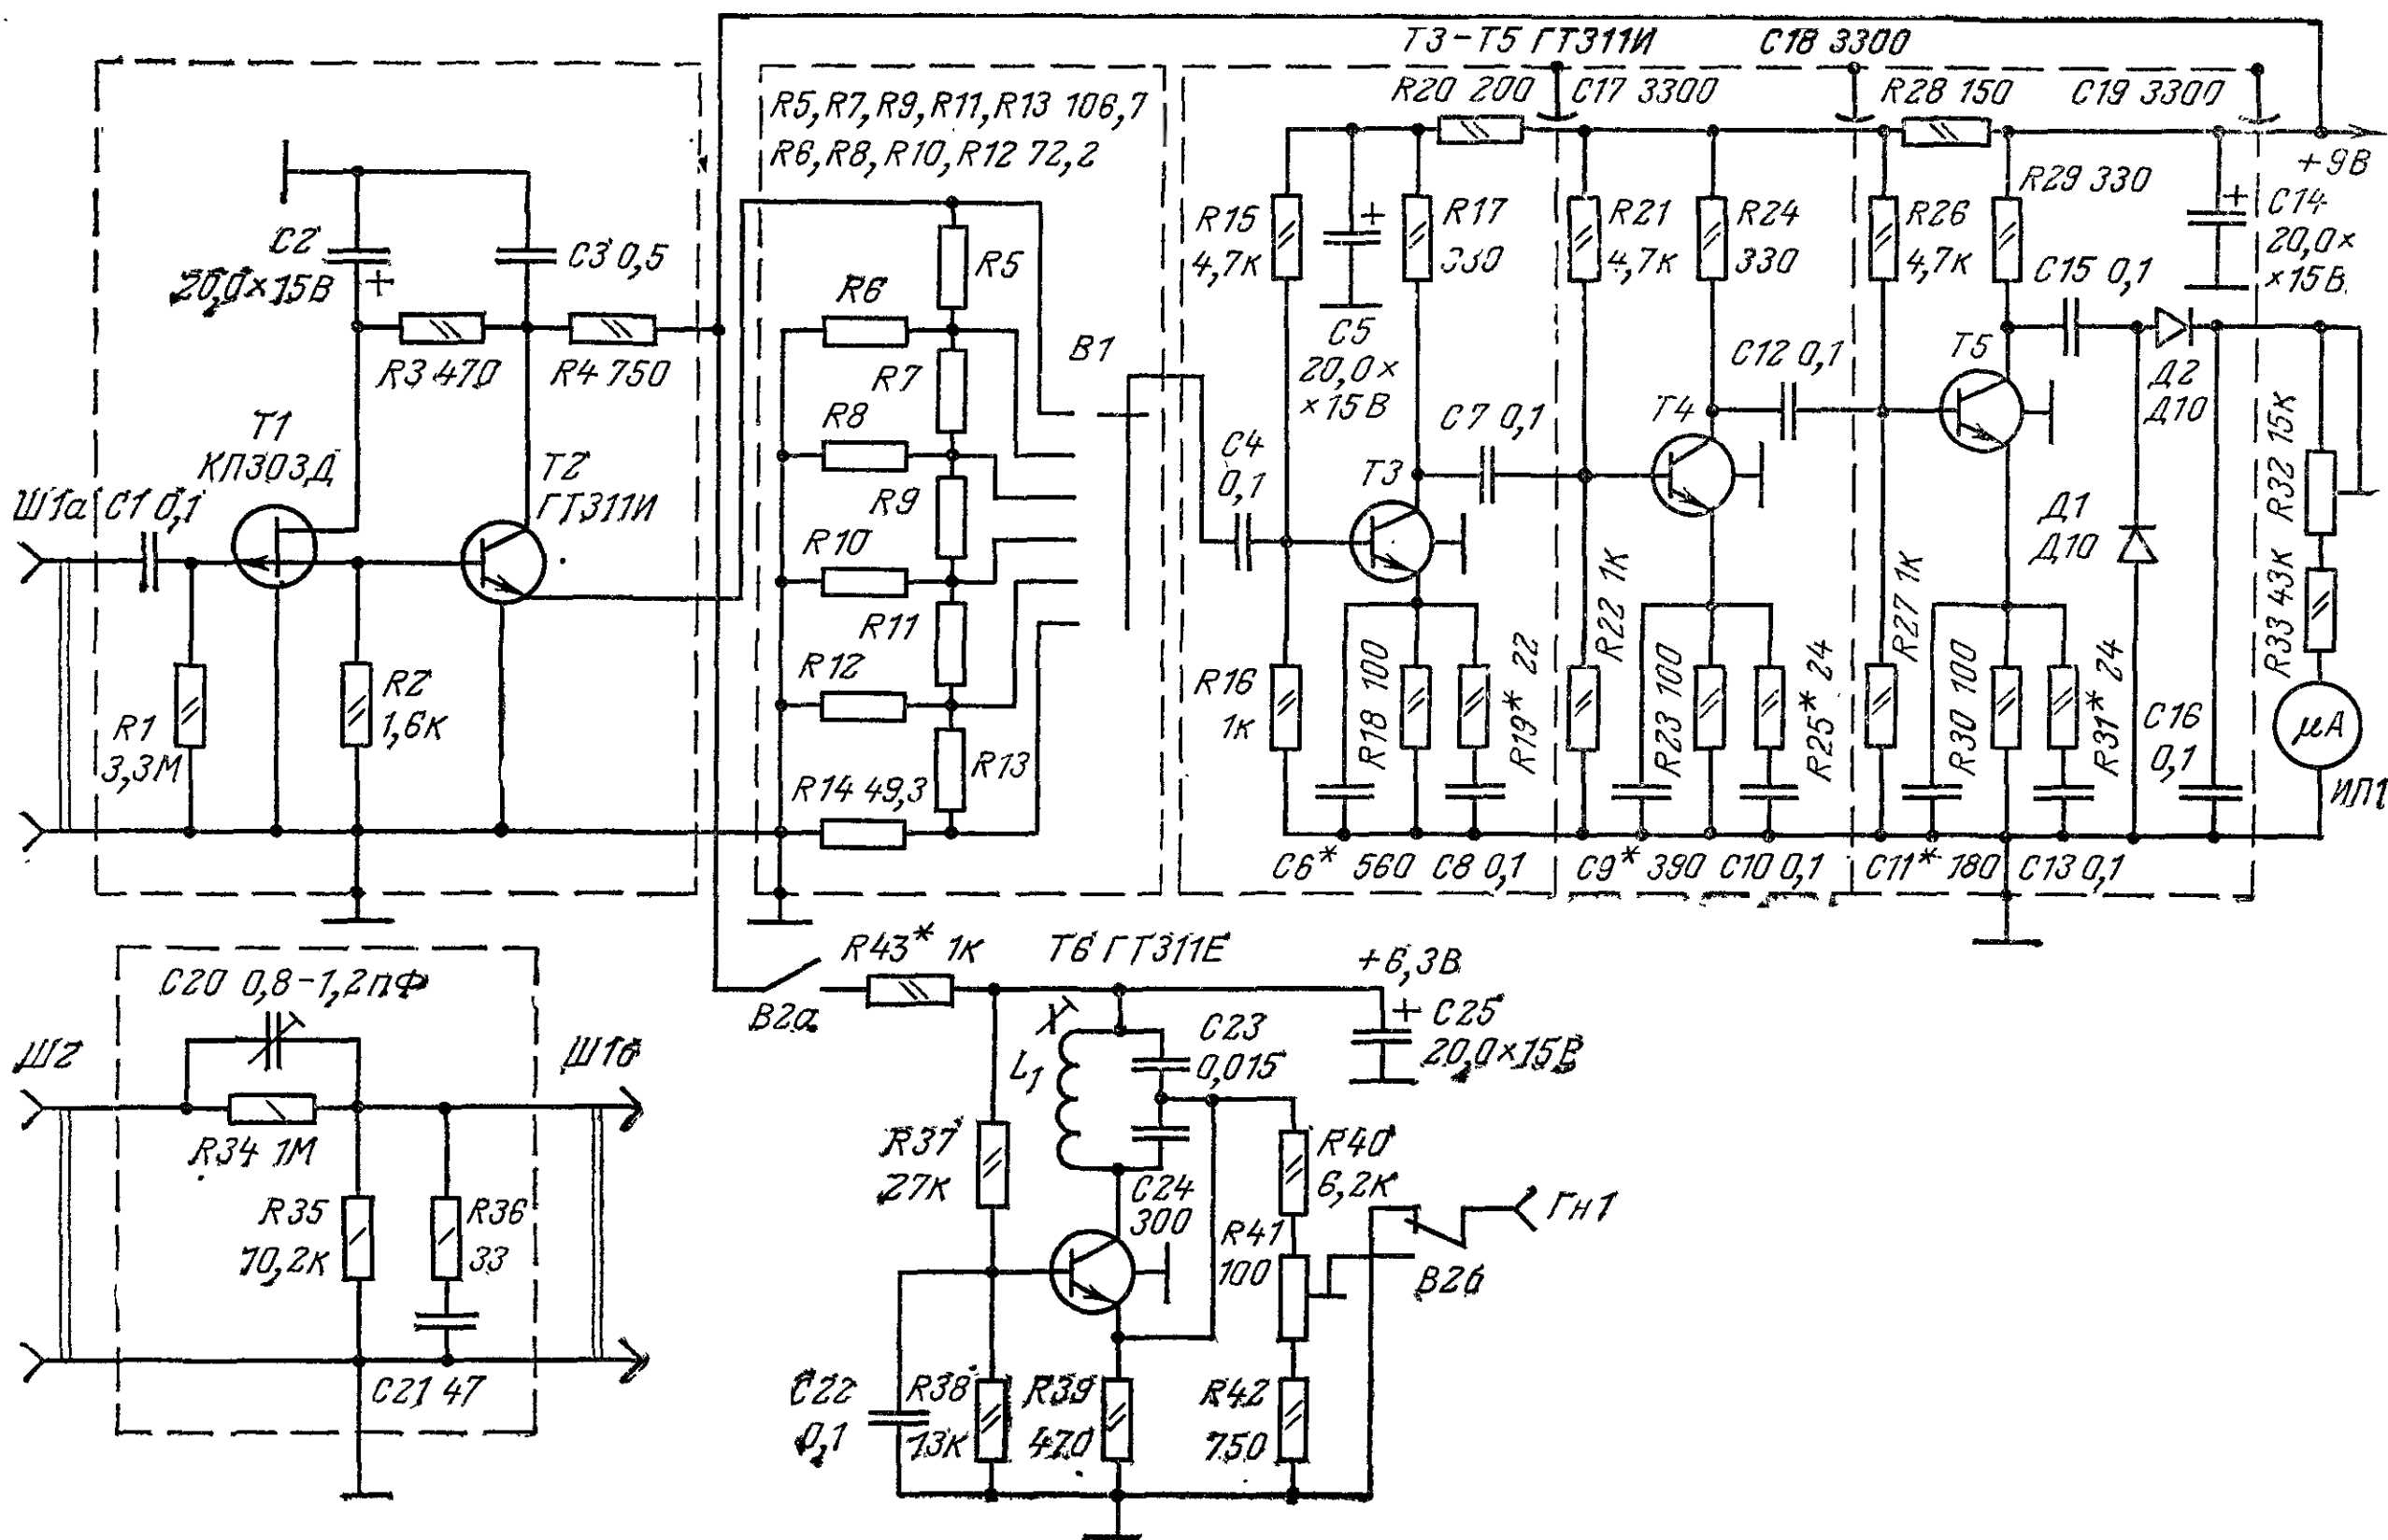 Т3-Т5 ГТ311И
С18 3300
R20 200
С17 3300
R28 150
С19 3300
R5, R7, R9, R11, R13 106,7
R6, R8, R10, R12 72,2
+9В
С2
20,0×15В
С3 0,5
R3 470
R4 750
Т1
КП303Д
Т2
ГТ311И
Ш1а
С1 0,1
R1
3,3М
R2
1,6к
R5
R6
R7
R8
R9
R10
R11
R12
R13
R14 49,3
В1
R15
4,7к
С5
20,0×
×15В
R17
330
С4
0,1
Т3
С7 0,1
R16
1к
R18 100
R19* 22
С6* 560
С8 0,1
R21
4,7к
R24
330
Т4
С12 0,1
R22 1к
R23 100
R25* 24
С9* 390
С10 0,1
R26
4,7к
R29 330
Т5
С15 0,1
С14
20,0×
×15В
Д2
Д10
Д1
Д10
R27 1к
R30 100
R31* 24
С11* 180
С13 0,1
С16
0,1
R32 15к
R33 43к
μА
ИП1
С20 0,8-1,2пФ
Ш2
Ш1б
R34 1М
R35
10,2к
R36
33
С21 47
В2а
R43* 1к
Т6 ГТ311Е
+6,3В
С25
20,0×15В
L1
С23
0,015
R37
27к
С24
300
R40
6,2к
R41
100
Гн1
В2б
С22
0,1
R38
13к
R39
470
R42
750